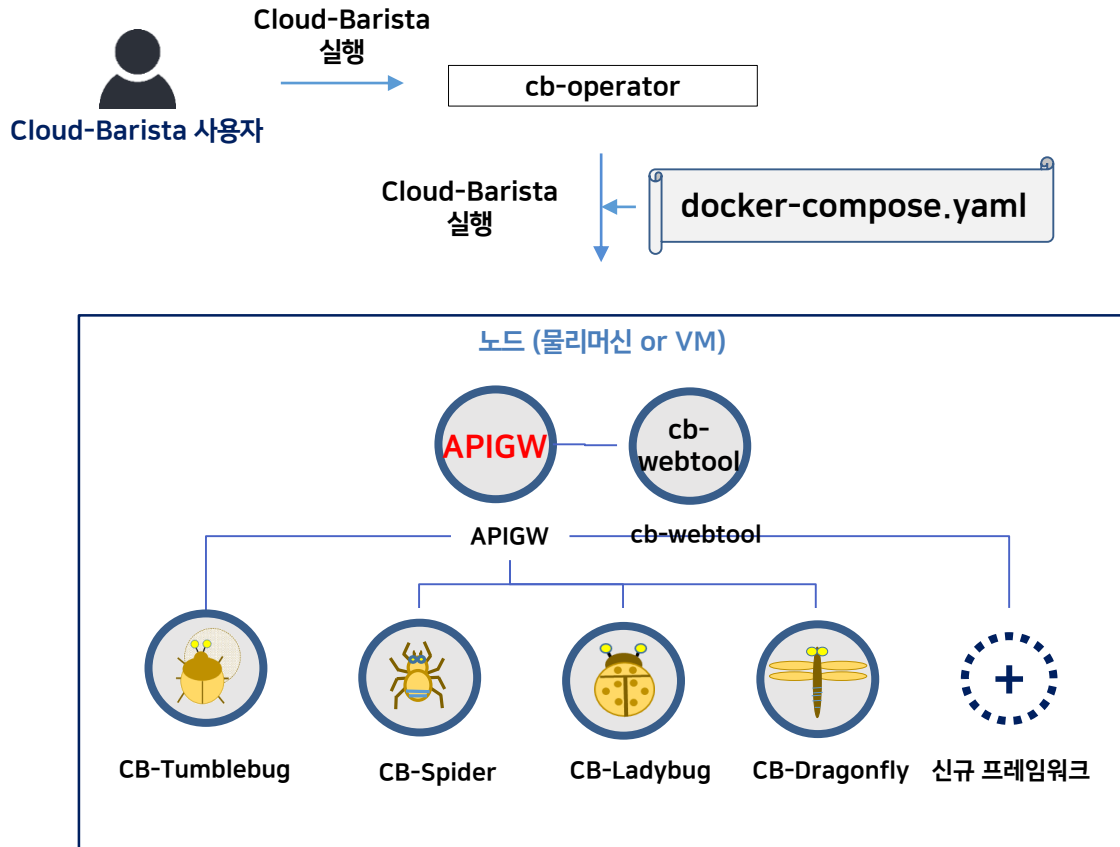 Cloud-Barista
실행
cb-operator
Cloud-Barista 사용자
Cloud-Barista
실행
docker-compose.yaml
노드 (물리머신 or VM)
APIGW
cb-
webtool
APIGW
cb-webtool
CB-Tumblebug
CB-Spider
CB-Ladybug
CB-Dragonfly
신규 프레임워크